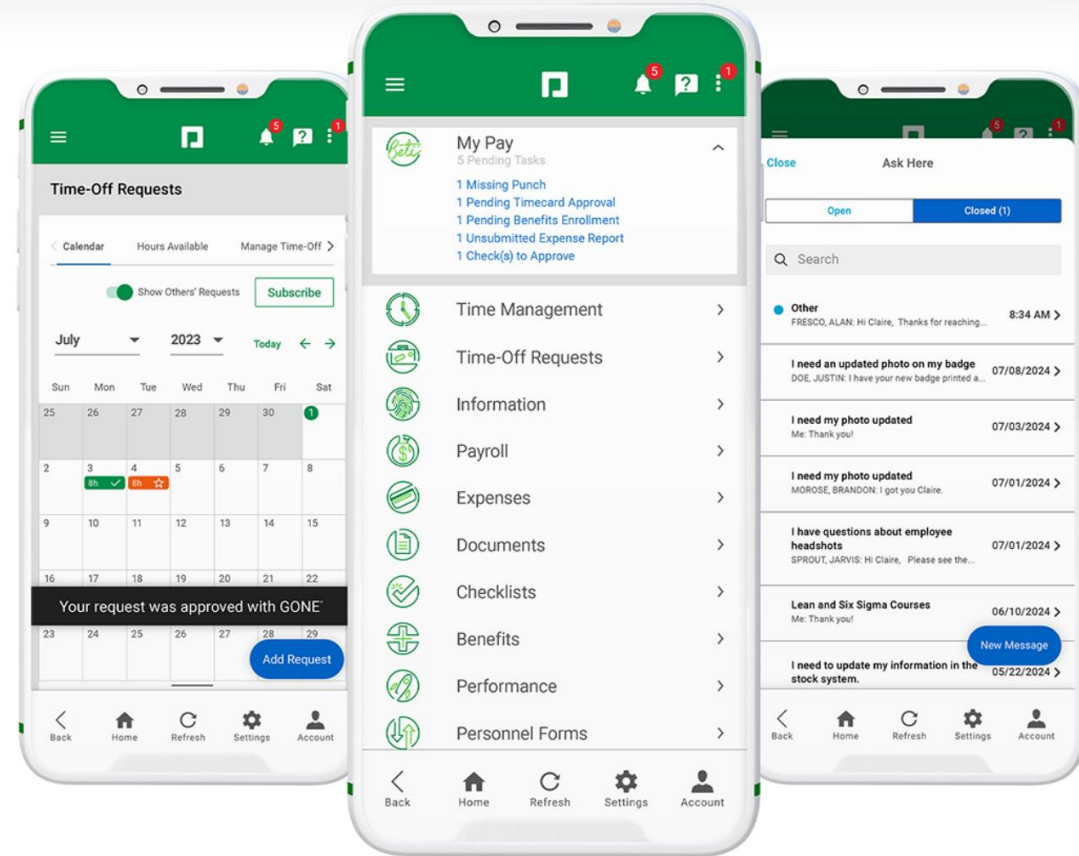 5
1
Time-Off Requests
Calendar Hours Available Manage Time-Off
Show Others' Requests Subscribe
July 2023 Today
Sun Mon Tue Wed Thu Fri Sat
25 26 27 28 29 30 1
2 3 4 5 6 7 8
8h 8h
9 10 11 12 13 14 15
16 17 18 19 20 21 22
Your request was approved with GONE
23 24 25 26 27 28 29
Add Request
Back Home Refresh Settings Account
5
1
Beti
My Pay
5 Pending Tasks
1 Missing Punch
1 Pending Timecard Approval
1 Pending Benefits Enrollment
1 Unsubmitted Expense Report
1 Check(s) to Approve
Time Management
Time-Off Requests
Information
Payroll
Expenses
Documents
Checklists
Benefits
Performance
Personnel Forms
Back Home Refresh Settings Account
5
1
Close Ask Here
Open Closed (1)
Search
Other
FRESCO, ALAN: Hi Claire, Thanks for reaching...
8:34 AM
I need an updated photo on my badge
DOE, JUSTIN: I have your new badge printed a...
07/08/2024
I need my photo updated
Me: Thank you!
07/03/2024
I need my photo updated
MOROSE, BRANDON: I got you Claire.
07/01/2024
I have questions about employee
headshots
SPROUT, JARVIS: Hi Claire, Please see the...
07/01/2024
Lean and Six Sigma Courses
Me: Thank you!
06/10/2024
New Message
I need to update my information in the
stock system.
05/22/2024
Back Home Refresh Settings Account